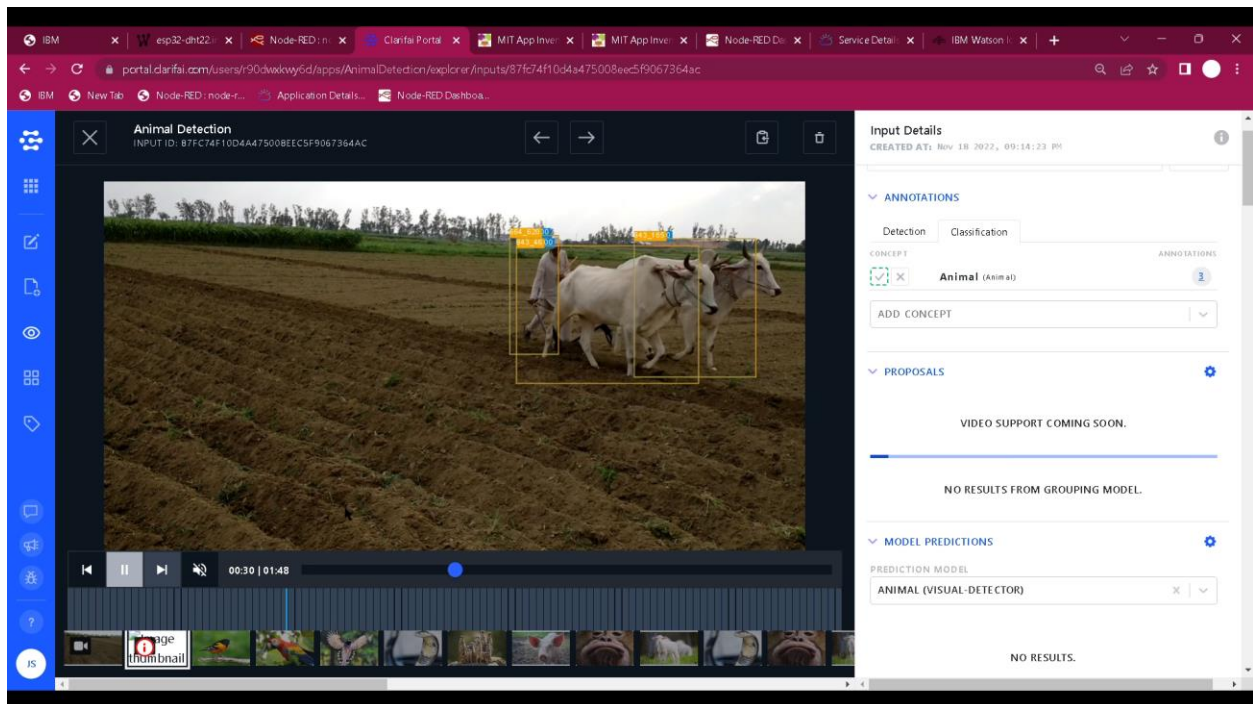 IBM
esp32-dht22.i
Node-RED : n
Clarifai Portal
MIT App Inven
MIT App Inven
Node-RED Da
Service Details
IBM Watson I
portal.clarifai.com/users/r90dwxkwy6d/apps/AnimalDetection/explorer/inputs/87fc74f10d4a475008eec5f9067364ac
IBM
New Tab
Node-RED : node-r...
Application Details...
Node-RED Dashboa...
Animal Detection
INPUT ID: 87FC74F10D4A475008EEC5F9067364AC
Input Details
CREATED AT: Nov 18 2022, 09:14:23 PM
ANNOTATIONS
Detection
Classification
CONCEPT
ANNOTATIONS
Animal (Animal)
3
ADD CONCEPT
PROPOSALS
VIDEO SUPPORT COMING SOON.
NO RESULTS FROM GROUPING MODEL.
MODEL PREDICTIONS
PREDICTION MODEL
ANIMAL (VISUAL-DETECTOR)
NO RESULTS.
00:30 | 01:48
Image
thumbnail
?
JS